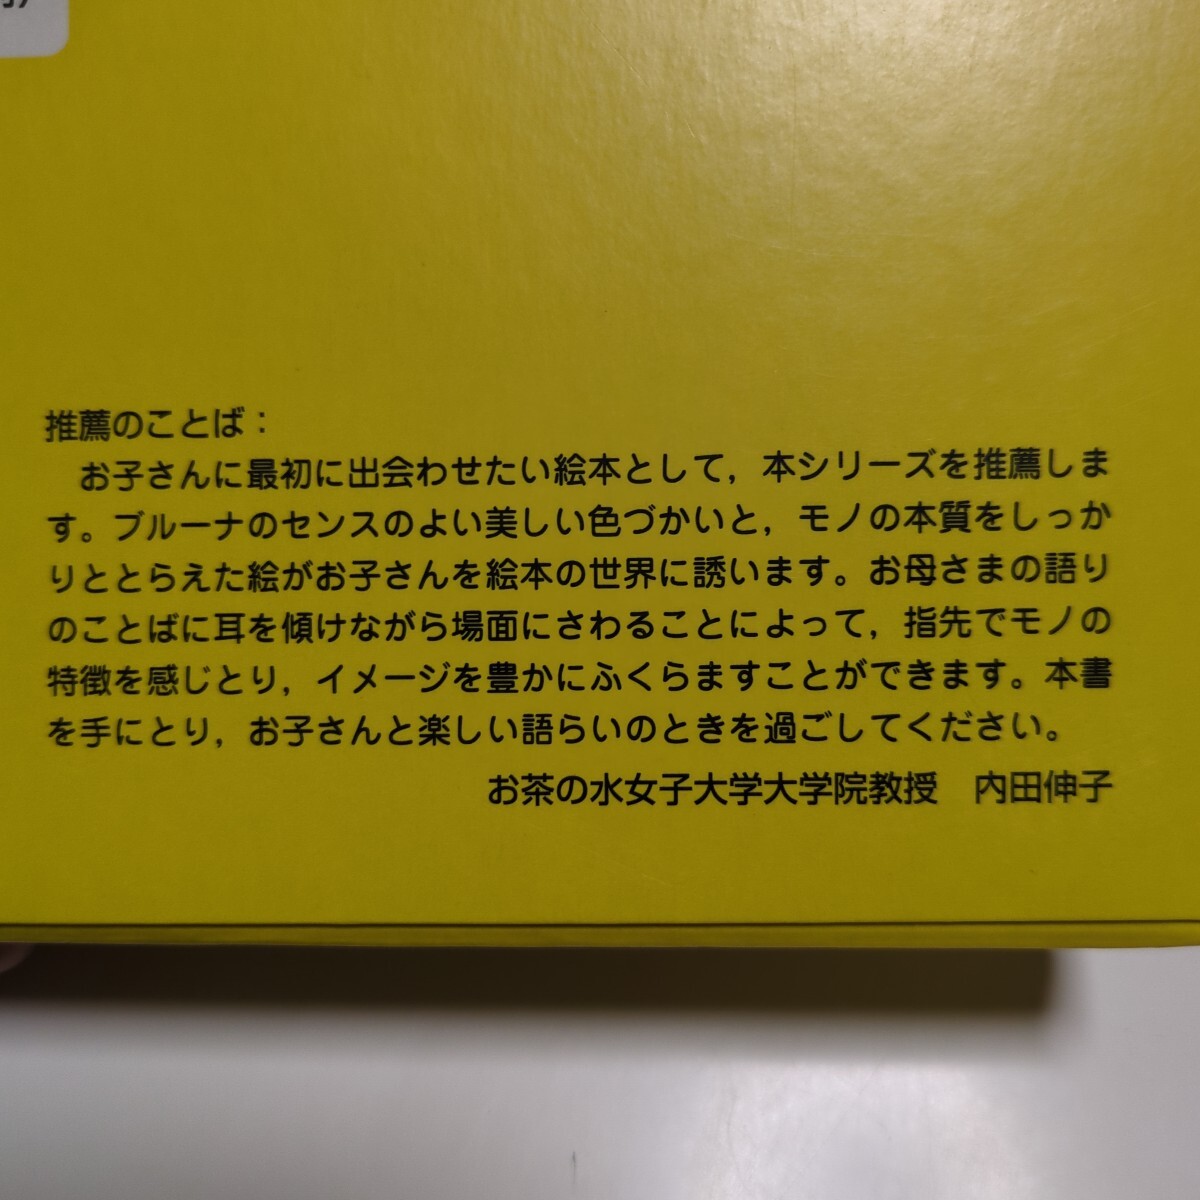 推薦のことば：
お子さんに最初に出会わせたい絵本として，本シリーズを推薦しま
す。ブルーナのセンスのよい美しい色づかいと，モノの本質をしっか
りととらえた絵がお子さんを絵本の世界に誘います。お母さまの語り
のことばに耳を傾けながら場面にさわることによって，指先でモノの
特徴を感じとり，イメージを豊かにふくらますことができます。本書
を手にとり，お子さんと楽しい語らいのときを過ごしてください。
お茶の水女子大学大学院教授　内田伸子